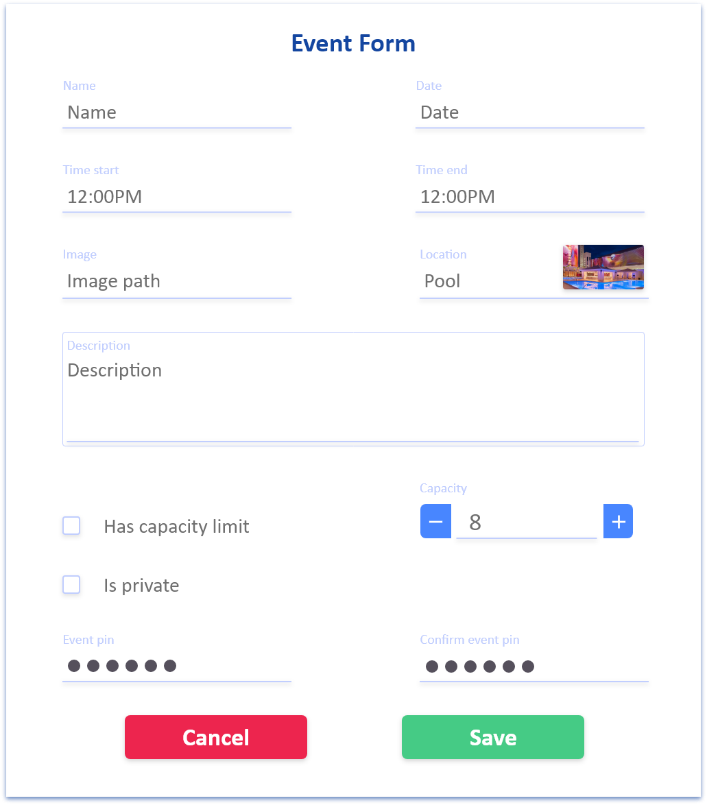 Event Form
Name Date
Name Date
Time start Time end
12:00PM 12:00PM
Image Location
Image path Pool
Description
Description
Capacity
Has capacity limit − 8 +
Is private
Event pin Confirm event pin
●●●●●● ●●●●●●
Cancel Save